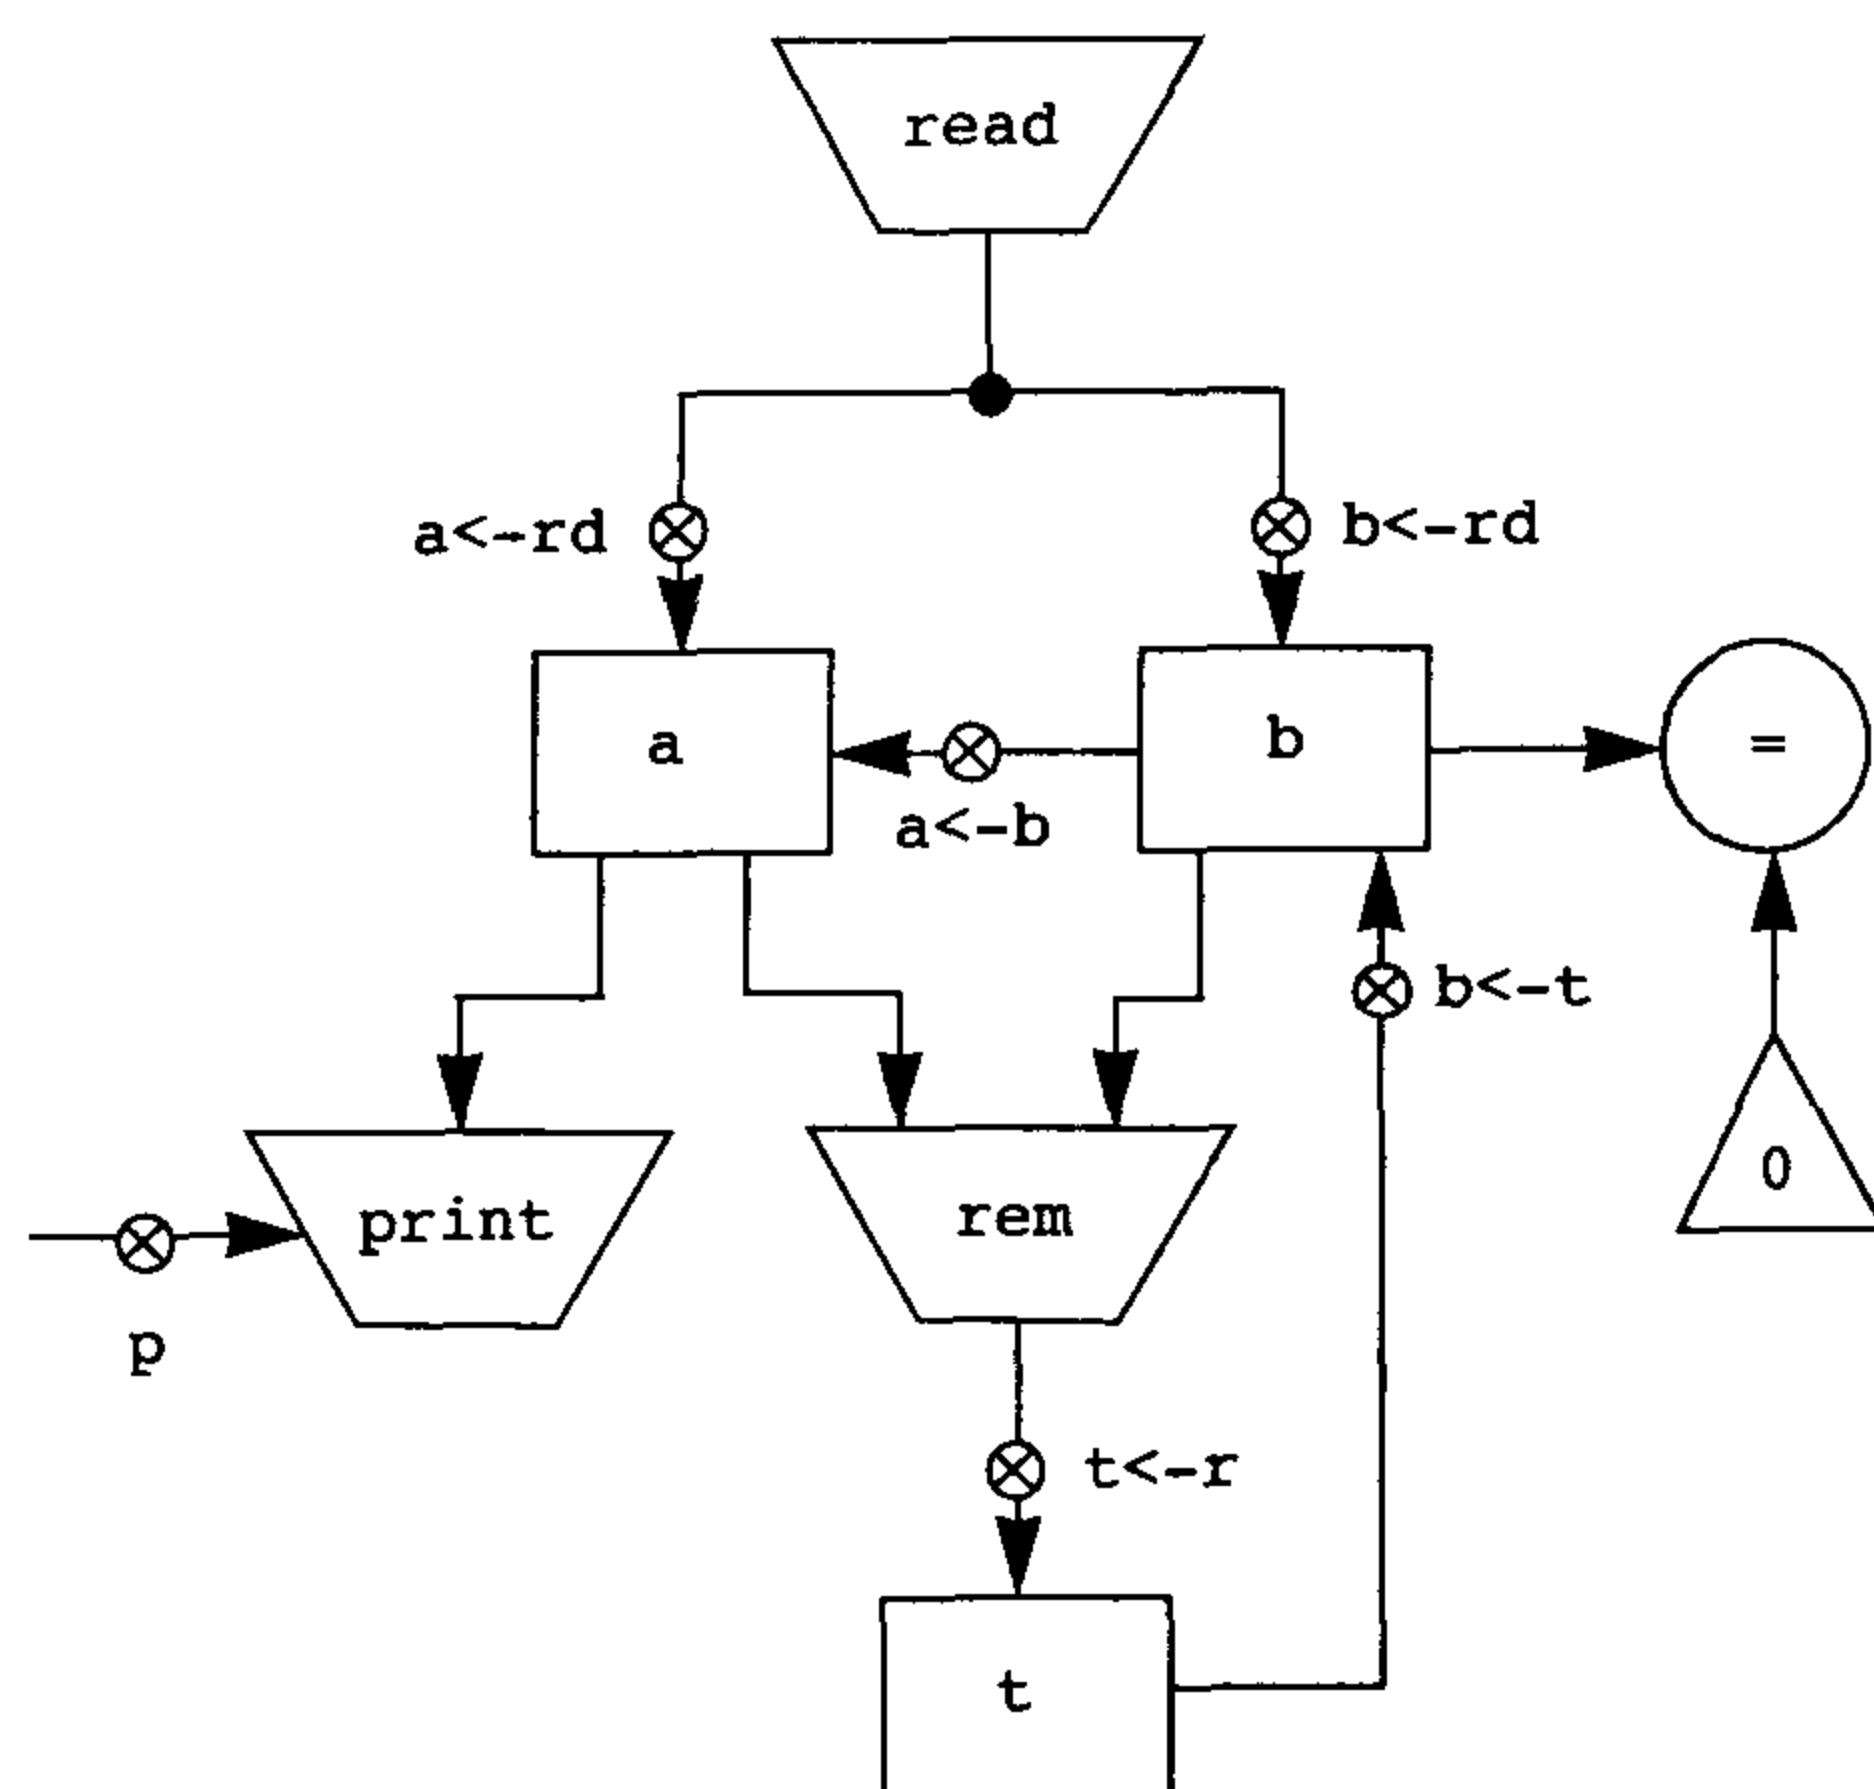 read
a<-rd
b<-rd
a
b
=
a<-b
b<-t
print
rem
0
p
t<-r
t